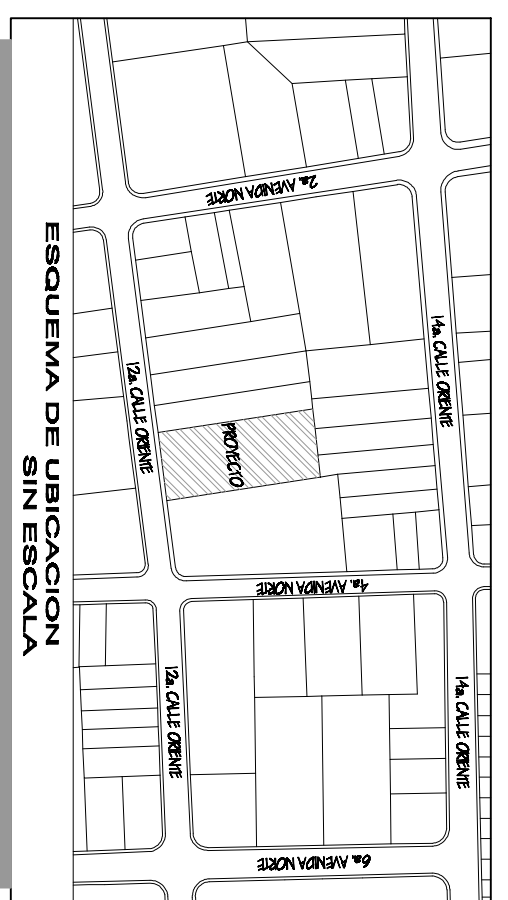 ESQUEMA DE UBICACION
SIN ESCALA
2a. AVENIDA NORTE
14a. CALLE ORIENTE
12a. CALLE ORIENTE
PROYECTO
4a. AVENIDA NORTE
12a. CALLE ORIENTE
14a. CALLE ORIENTE
6a. AVENIDA NORTE